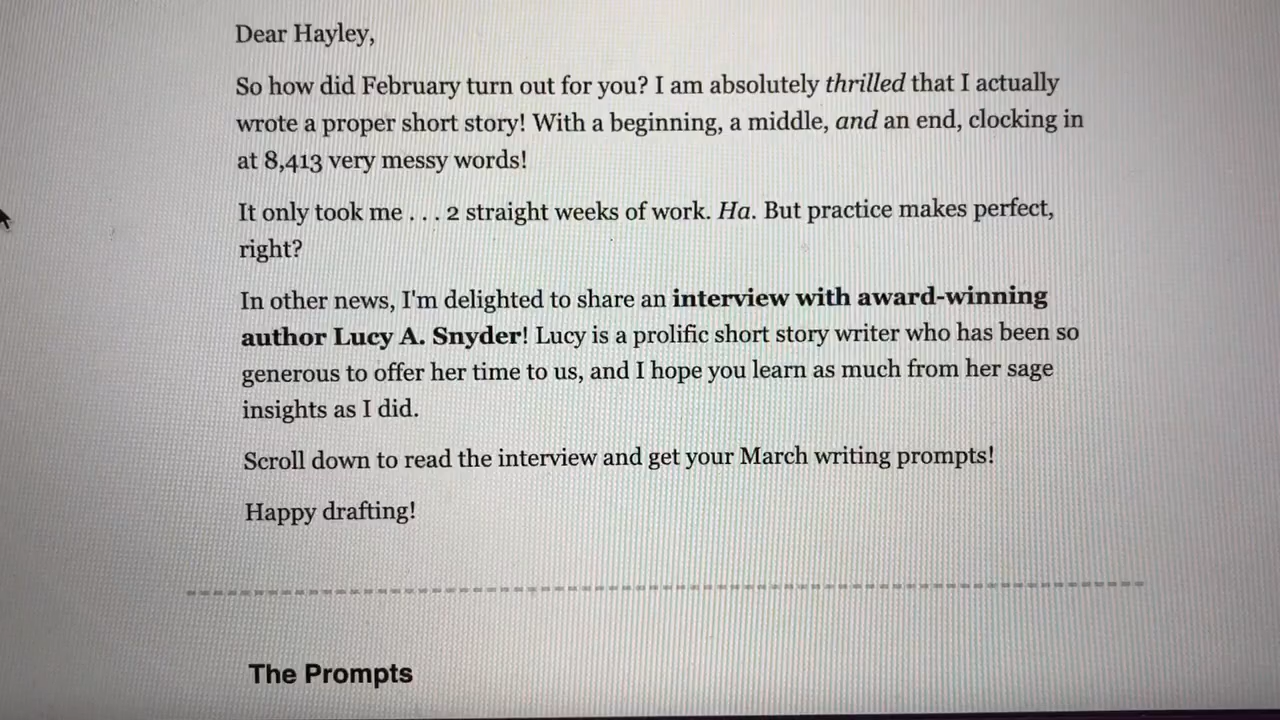 Dear Hayley,
So how did February turn out for you? I am absolutely thrilled that I actually
wrote a proper short story! With a beginning, a middle, and an end, clocking in
at 8,413 very messy words!
It only took me . . . 2 straight weeks of work. Ha. But practice makes perfect,
right?
In other news, I'm delighted to share an interview with award-winning
author Lucy A. Snyder! Lucy is a prolific short story writer who has been so
generous to offer her time to us, and I hope you learn as much from her sage
insights as I did.
Scroll down to read the interview and get your March writing prompts!
Happy drafting!
The Prompts